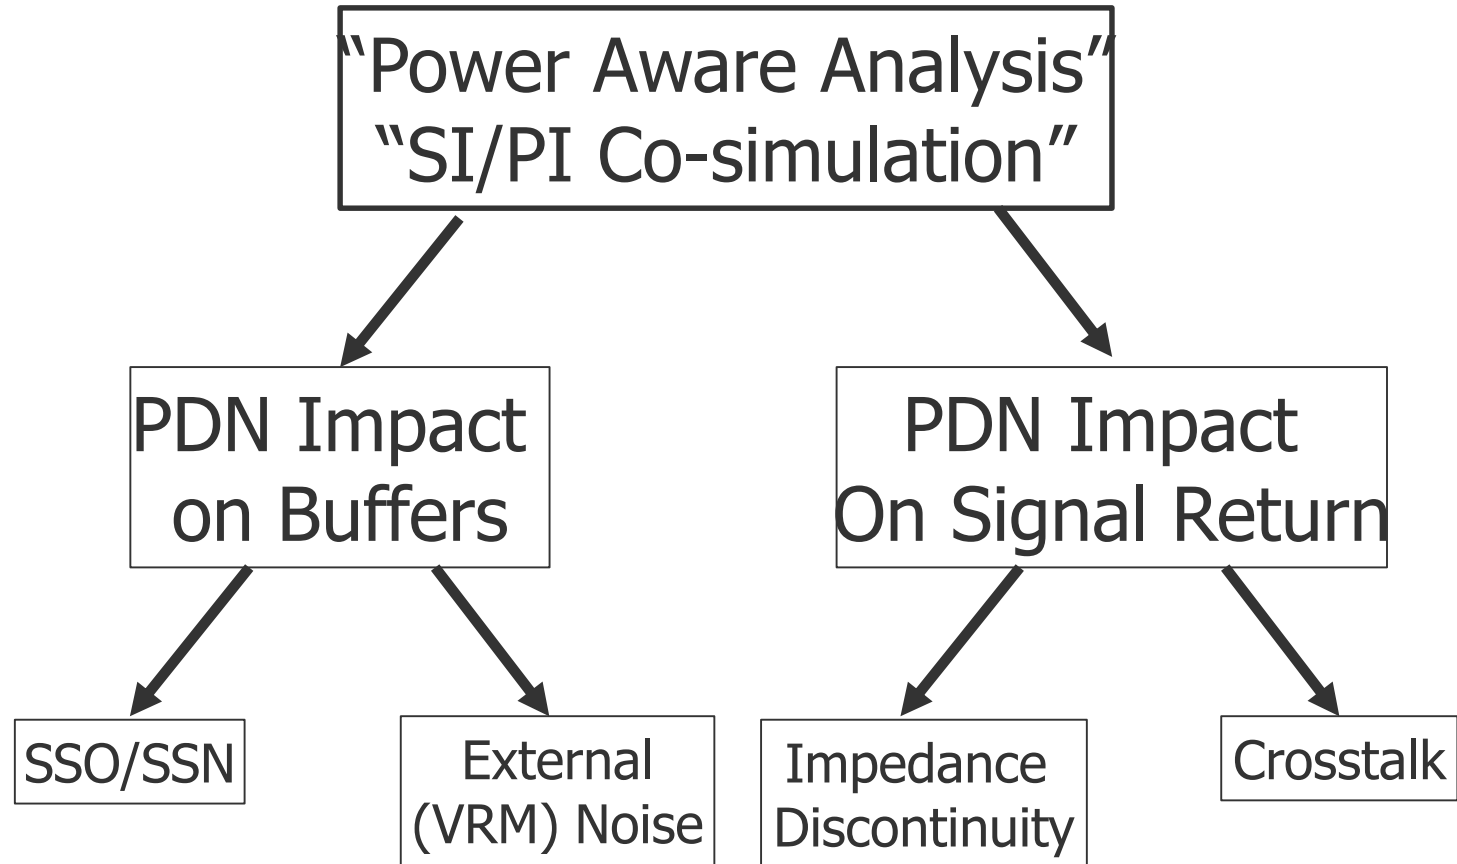 “Power Aware Analysis”
“SI/PI Co-simulation”
PDN Impact
on Buffers
PDN Impact
On Signal Return
SSO/SSN
External
(VRM) Noise
Impedance
Discontinuity
Crosstalk